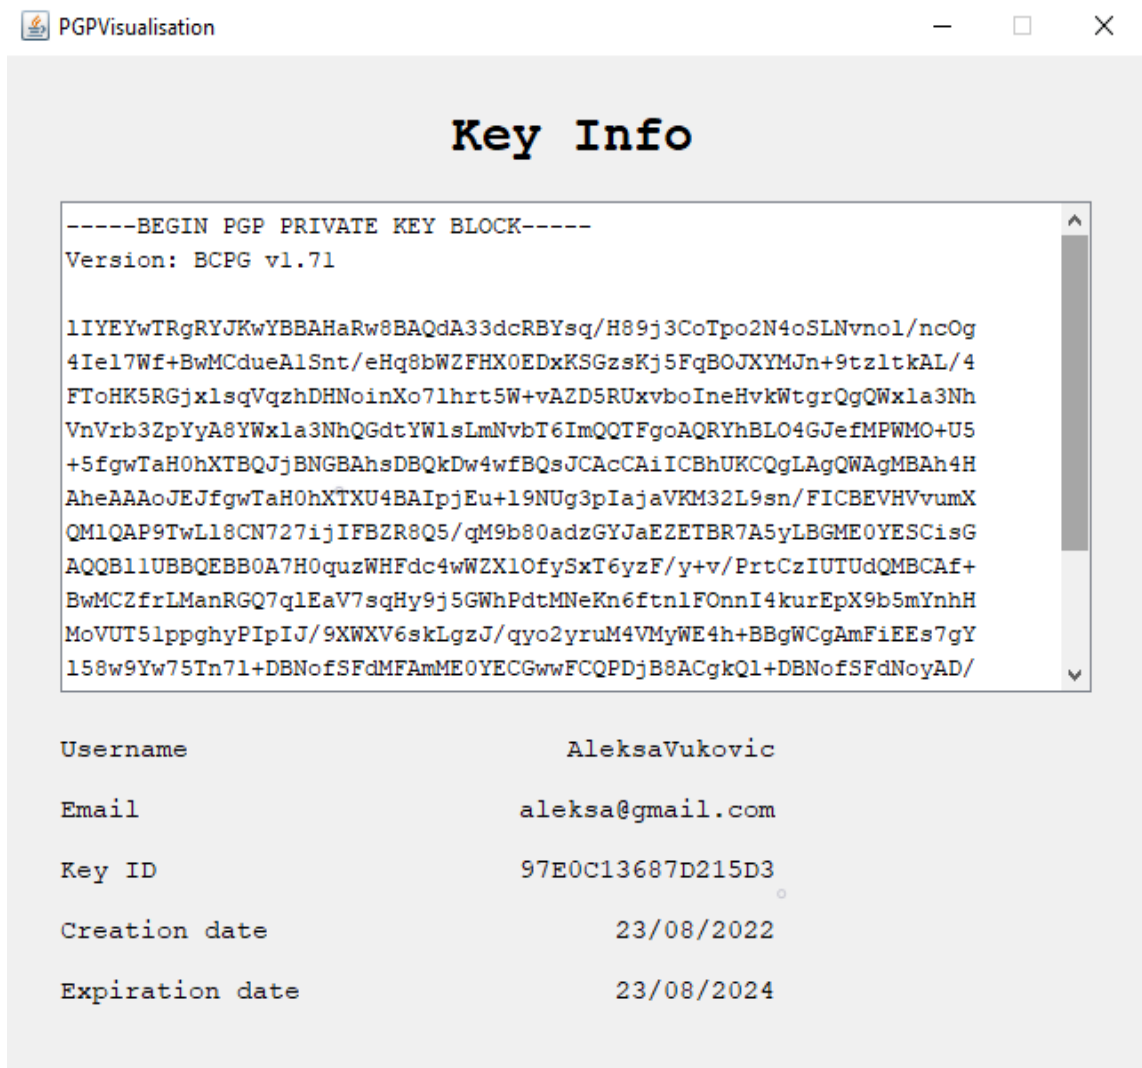 PGPVisualisation
Key Info
-----BEGIN PGP PRIVATE KEY BLOCK-----
Version: BCPG v1.71
lIYEYwTRgRYJKwYBBAHaRw8BAQdA33dcRBYsq/H89j3CoTpo2N4oSLNvnol/ncOg
4Iel7Wf+BwMCdueAlSnt/eHq8bWZFHX0EDxKSGzsKj5FqBOJXYMJn+9tzltkAL/4
FToHK5RGjxlsqVqzhDHNoinXo7lhrt5W+vAZD5RUxvboIneHvkWtgrQgQWxla3Nh
VnVrb3ZpYyA8YWxla3NhQGdtYWlsLmNvbT6ImQQTFgoAQRYhBLO4GJefMPWMO+U5
+5fgwTaH0hXTBQJjBNGBAhsDBQkDw4wfBQsJCAcCAiICBhUKCQgLAgQWAgMBAh4H
AheAAAoJEJfgwTaH0hXTXU4BAIpjEu+l9NUg3pIajaVKM32L9sn/FICBEVHVvumX
QMlQAP9TwLl8CN727ijIFBZR8Q5/qM9b80adzGYJaEZETBR7A5yLBGME0YESCisG
AQQBl1UBBQEBB0A7H0quzWHFdc4wWZXlOfySxT6yzF/y+v/PrtCzIUTUdQMBCAf+
BwMCZfrLManRGQ7qlEaV7sqHy9j5GWhPdtMNeKn6ftnlFOnnI4kurEpX9b5mYnhH
MoVUT5lppghyPIpIJ/9XWXV6skLgzJ/qyo2yruM4VMyWE4h+BBgWCgAmFiEEs7gY
l58w9Yw75Tn7l+DBNofSFdMFAmME0YECGwwFCQPDjB8ACgkQl+DBNofSFdNoyAD/
Username AleksaVukovic
Email aleksa@gmail.com
Key ID 97E0C13687D215D3
Creation date 23/08/2022
Expiration date 23/08/2024